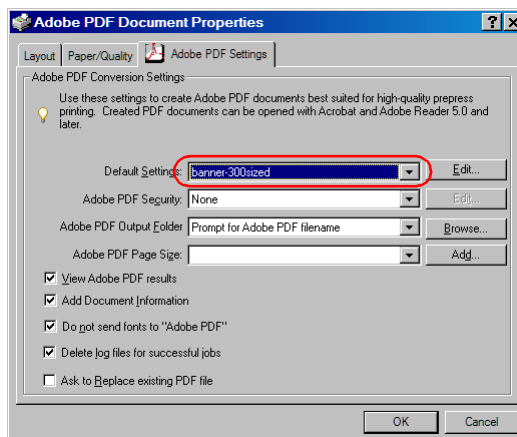 Adobe PDF Document Properties
Layout Paper/Quality Adobe PDF Settings
Adobe PDF Conversion Settings
Use these settings to create Adobe PDF documents best suited for high-quality prepress
printing. Created PDF documents can be opened with Acrobat and Adobe Reader 5.0 and
later.
Default Settings: banner-300sized Edit...
Adobe PDF Security: None Edit...
Adobe PDF Output Folder Prompt for Adobe PDF filename Browse...
Adobe PDF Page Size: Add...
View Adobe PDF results
Add Document Information
Do not send fonts to "Adobe PDF"
Delete log files for successful jobs
Ask to Replace existing PDF file
OK Cancel